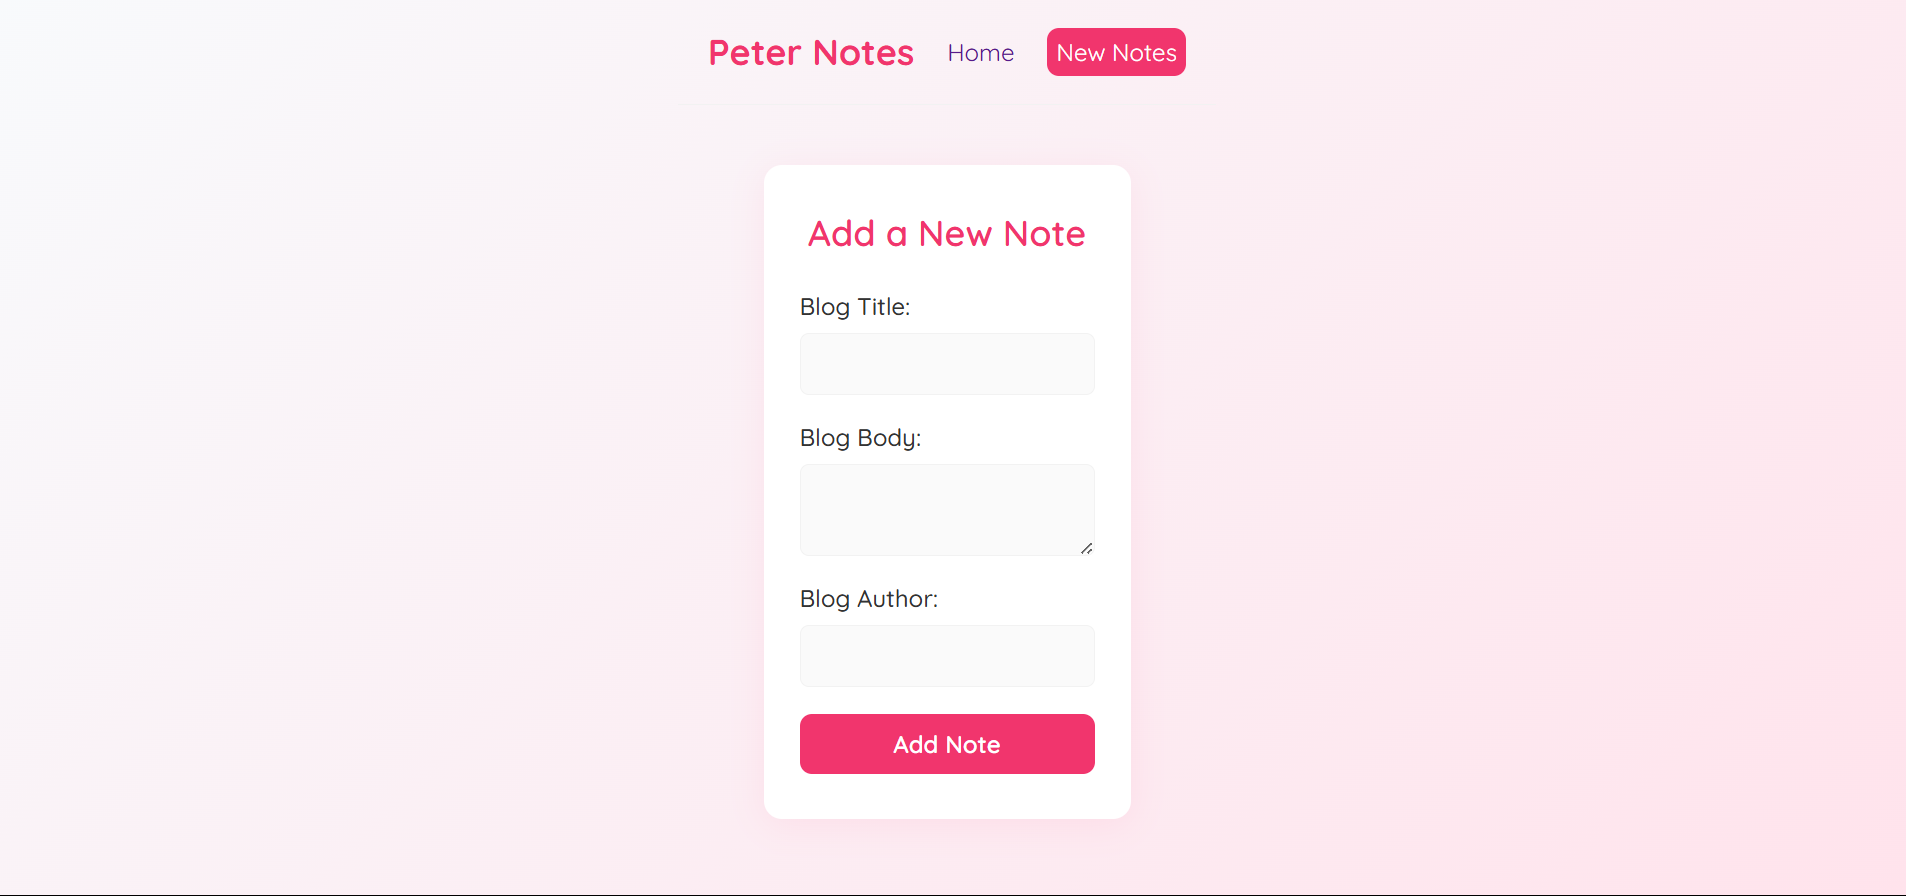 Peter Notes Home New Notes
Add a New Note
Blog Title:
Blog Body:
Blog Author:
Add Note